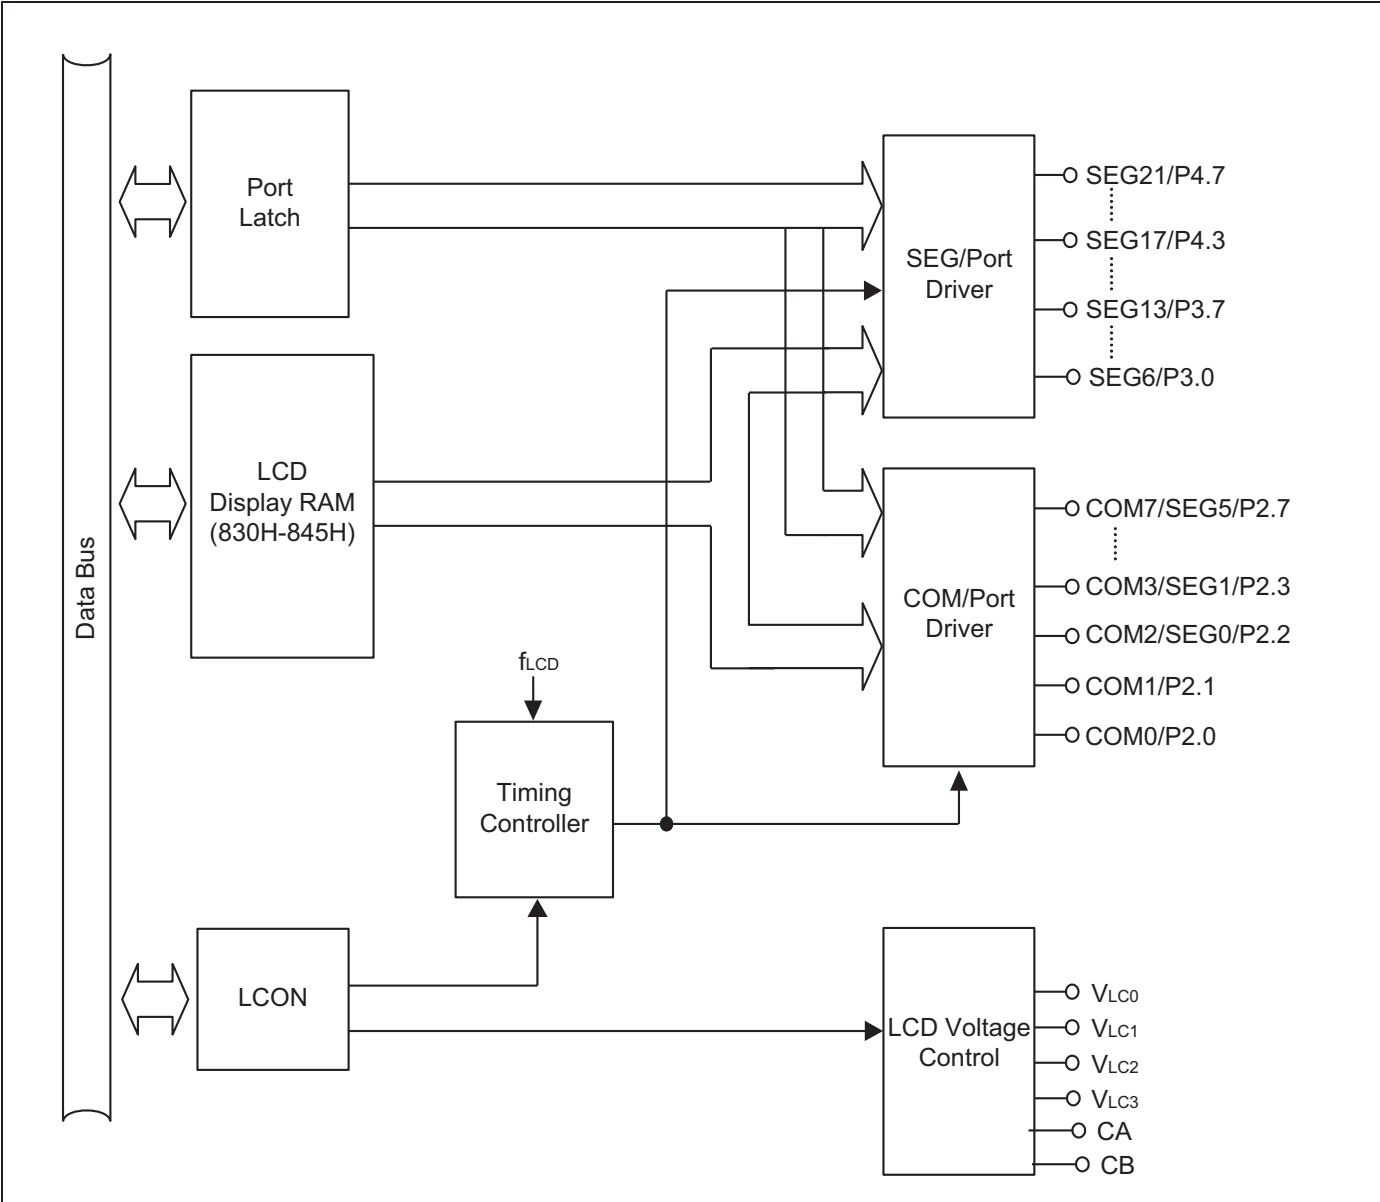 Data Bus
Port
Latch
LCD
Display RAM
(830H-845H)
fLCD
Timing
Controller
LCON
SEG/Port
Driver
SEG21/P4.7
SEG17/P4.3
SEG13/P3.7
SEG6/P3.0
COM/Port
Driver
COM7/SEG5/P2.7
COM3/SEG1/P2.3
COM2/SEG0/P2.2
COM1/P2.1
COM0/P2.0
LCD Voltage
Control
VLC0
VLC1
VLC2
VLC3
CA
CB